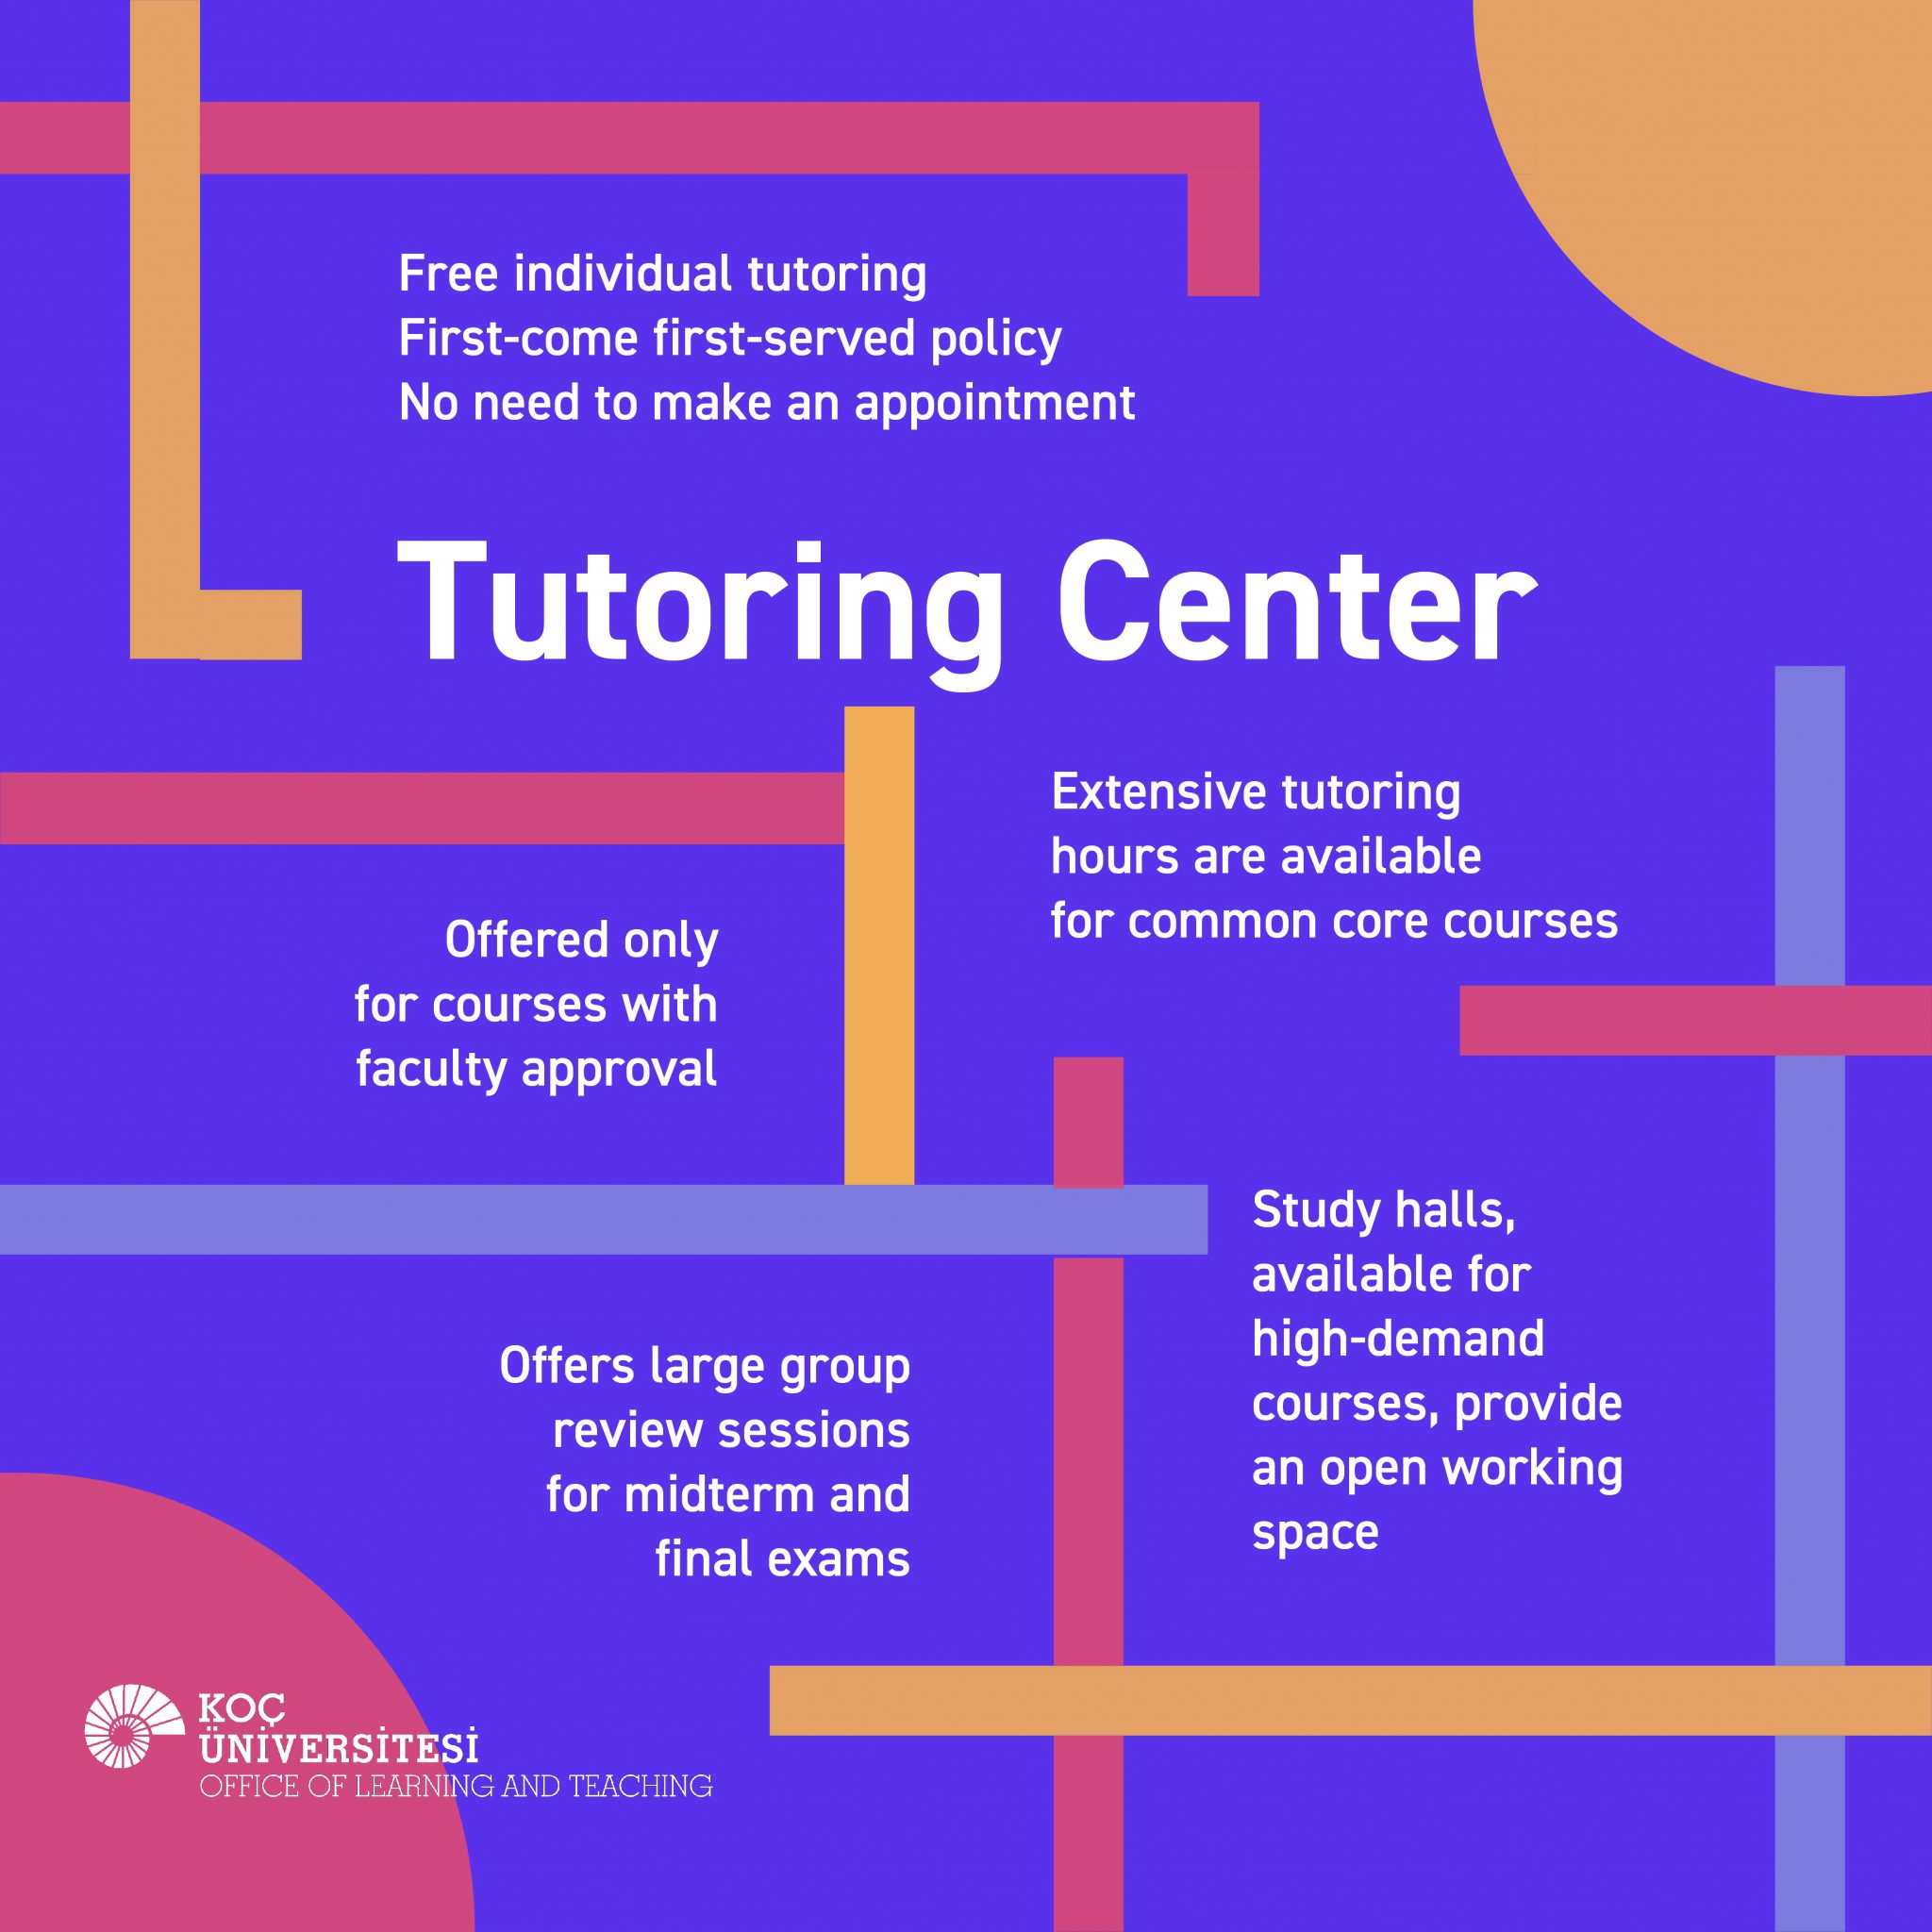 Free individual tutoring
First-come first-served policy
No need to make an appointment
Tutoring Center
Extensive tutoring
hours are available
for common core courses
Offered only
for courses with
faculty approval
Study halls,
available for
high-demand
courses, provide
an open working
space
Offers large group
review sessions
for midterm and
final exams
KOÇ
ÜNİVERSİTESİ
OFFICE OF LEARNING AND TEACHING